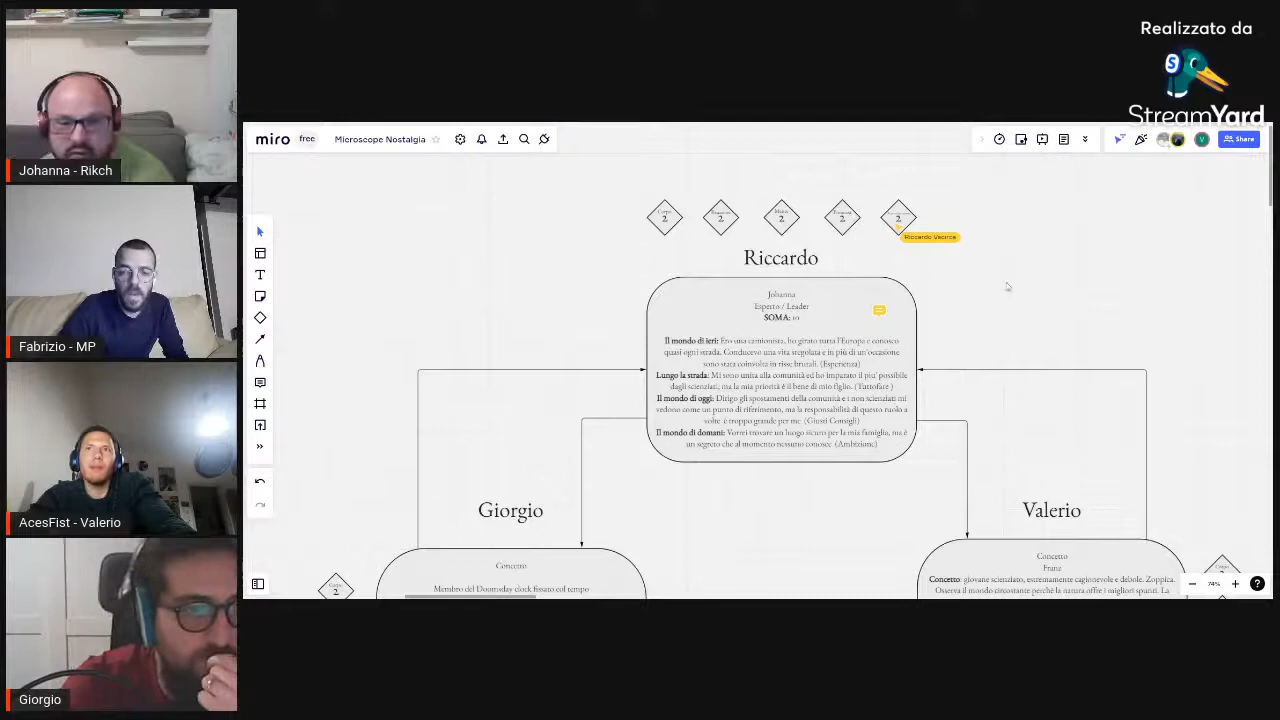 Realizzato da
StreamYard
Johanna - Rikch
Fabrizio - MP
AcesFist - Valerio
Giorgio
miro free Microscope Nostalgia
Share
Corpo
2
2
Mente
2
2
2
Riccardo Vecirca
Riccardo
Johanna
Esperto / Leader
SOMA: 10
Il mondo di ieri: Ero una camionista, ho girato tutta l'Europa e conosco
quasi ogni strada. Conducevo una vita sregolata e in più di un'occasione
sono stata coinvolta in risse brutali. (Esperienza)
Lungo la strada: Mi sono unita alla comunità ed ho imparato il piu' possibile
dagli scienziati, ma la mia priorità è il bene di mio figlio. (Tuttofare )
Il mondo di oggi: Dirigo gli spostamenti della comunità e i non scienziati mi
vedono come un punto di riferimento, ma la responsabilità di questo ruolo a
volte è troppo grande per me (Giusti Consigli)
Il mondo di domani: Vorrei trovare un luogo sicuro per la mia famiglia, ma è
un segreto che al momento nessuno conosce (Ambizione)
Giorgio
Concetto
Membro del Doomsday clock fissato col tempo
Corpo
2
Valerio
Concetto
Franz
Concetto: giovane scienziato, estremamente cagionevole e debole. Zoppica.
Osserva il mondo circostante perché la natura offre i migliori spunti. La
Corpo
74%